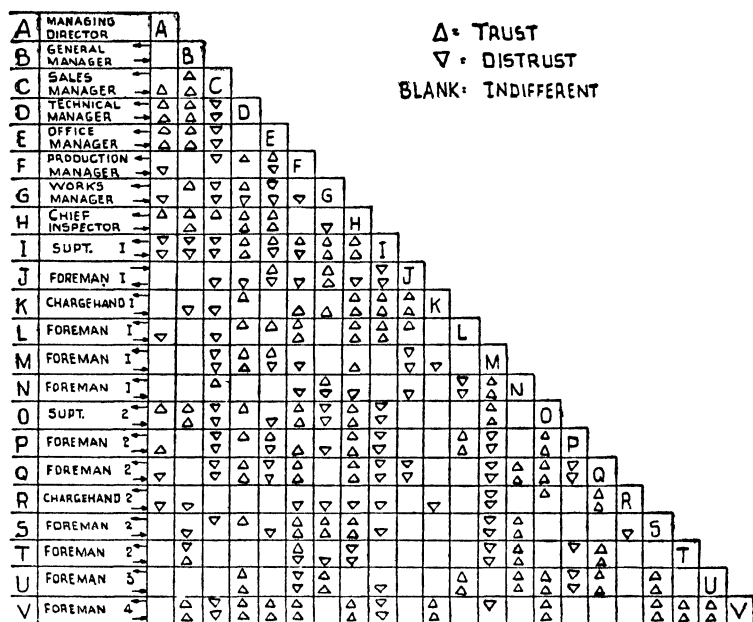 A MANAGING DIRECTOR A
Δ = TRUST
∇ = DISTRUST
BLANK = INDIFFERENT
B GENERAL MANAGER B
C SALES MANAGER C
D TECHNICAL MANAGER D
E OFFICE MANAGER E
F PRODUCTION MANAGER F
G WORKS MANAGER G
H CHIEF INSPECTOR H
I SUPT. I I
J FOREMAN I J
K CHARGEHAND I K
L FOREMAN I L
M FOREMAN I M
N FOREMAN I N
O SUPT. 2 O
P FOREMAN 2 P
Q FOREMAN 2 Q
R CHARGEHAND 2 R
S FOREMAN 2 S
T FOREMAN 2 T
U FOREMAN 3 U
V FOREMAN 4 V